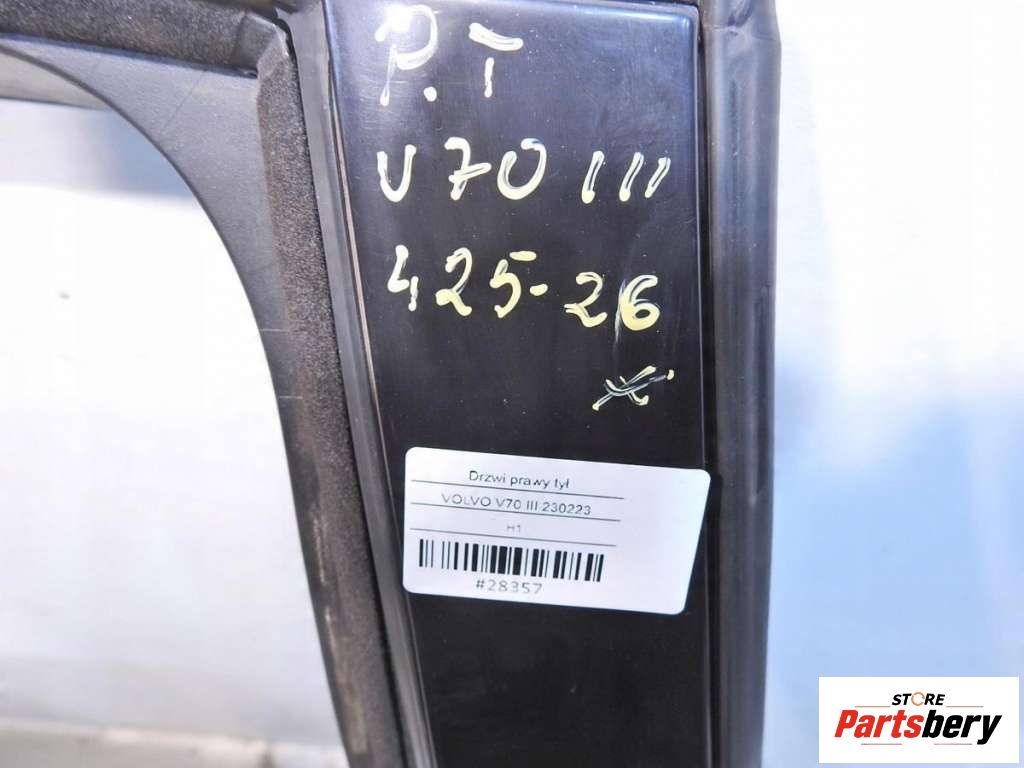 P.T
V70 III
425-26
Drzwi prawy tył
VOLVO V70 III 230223
H1
#28357
STORE
Partsbery